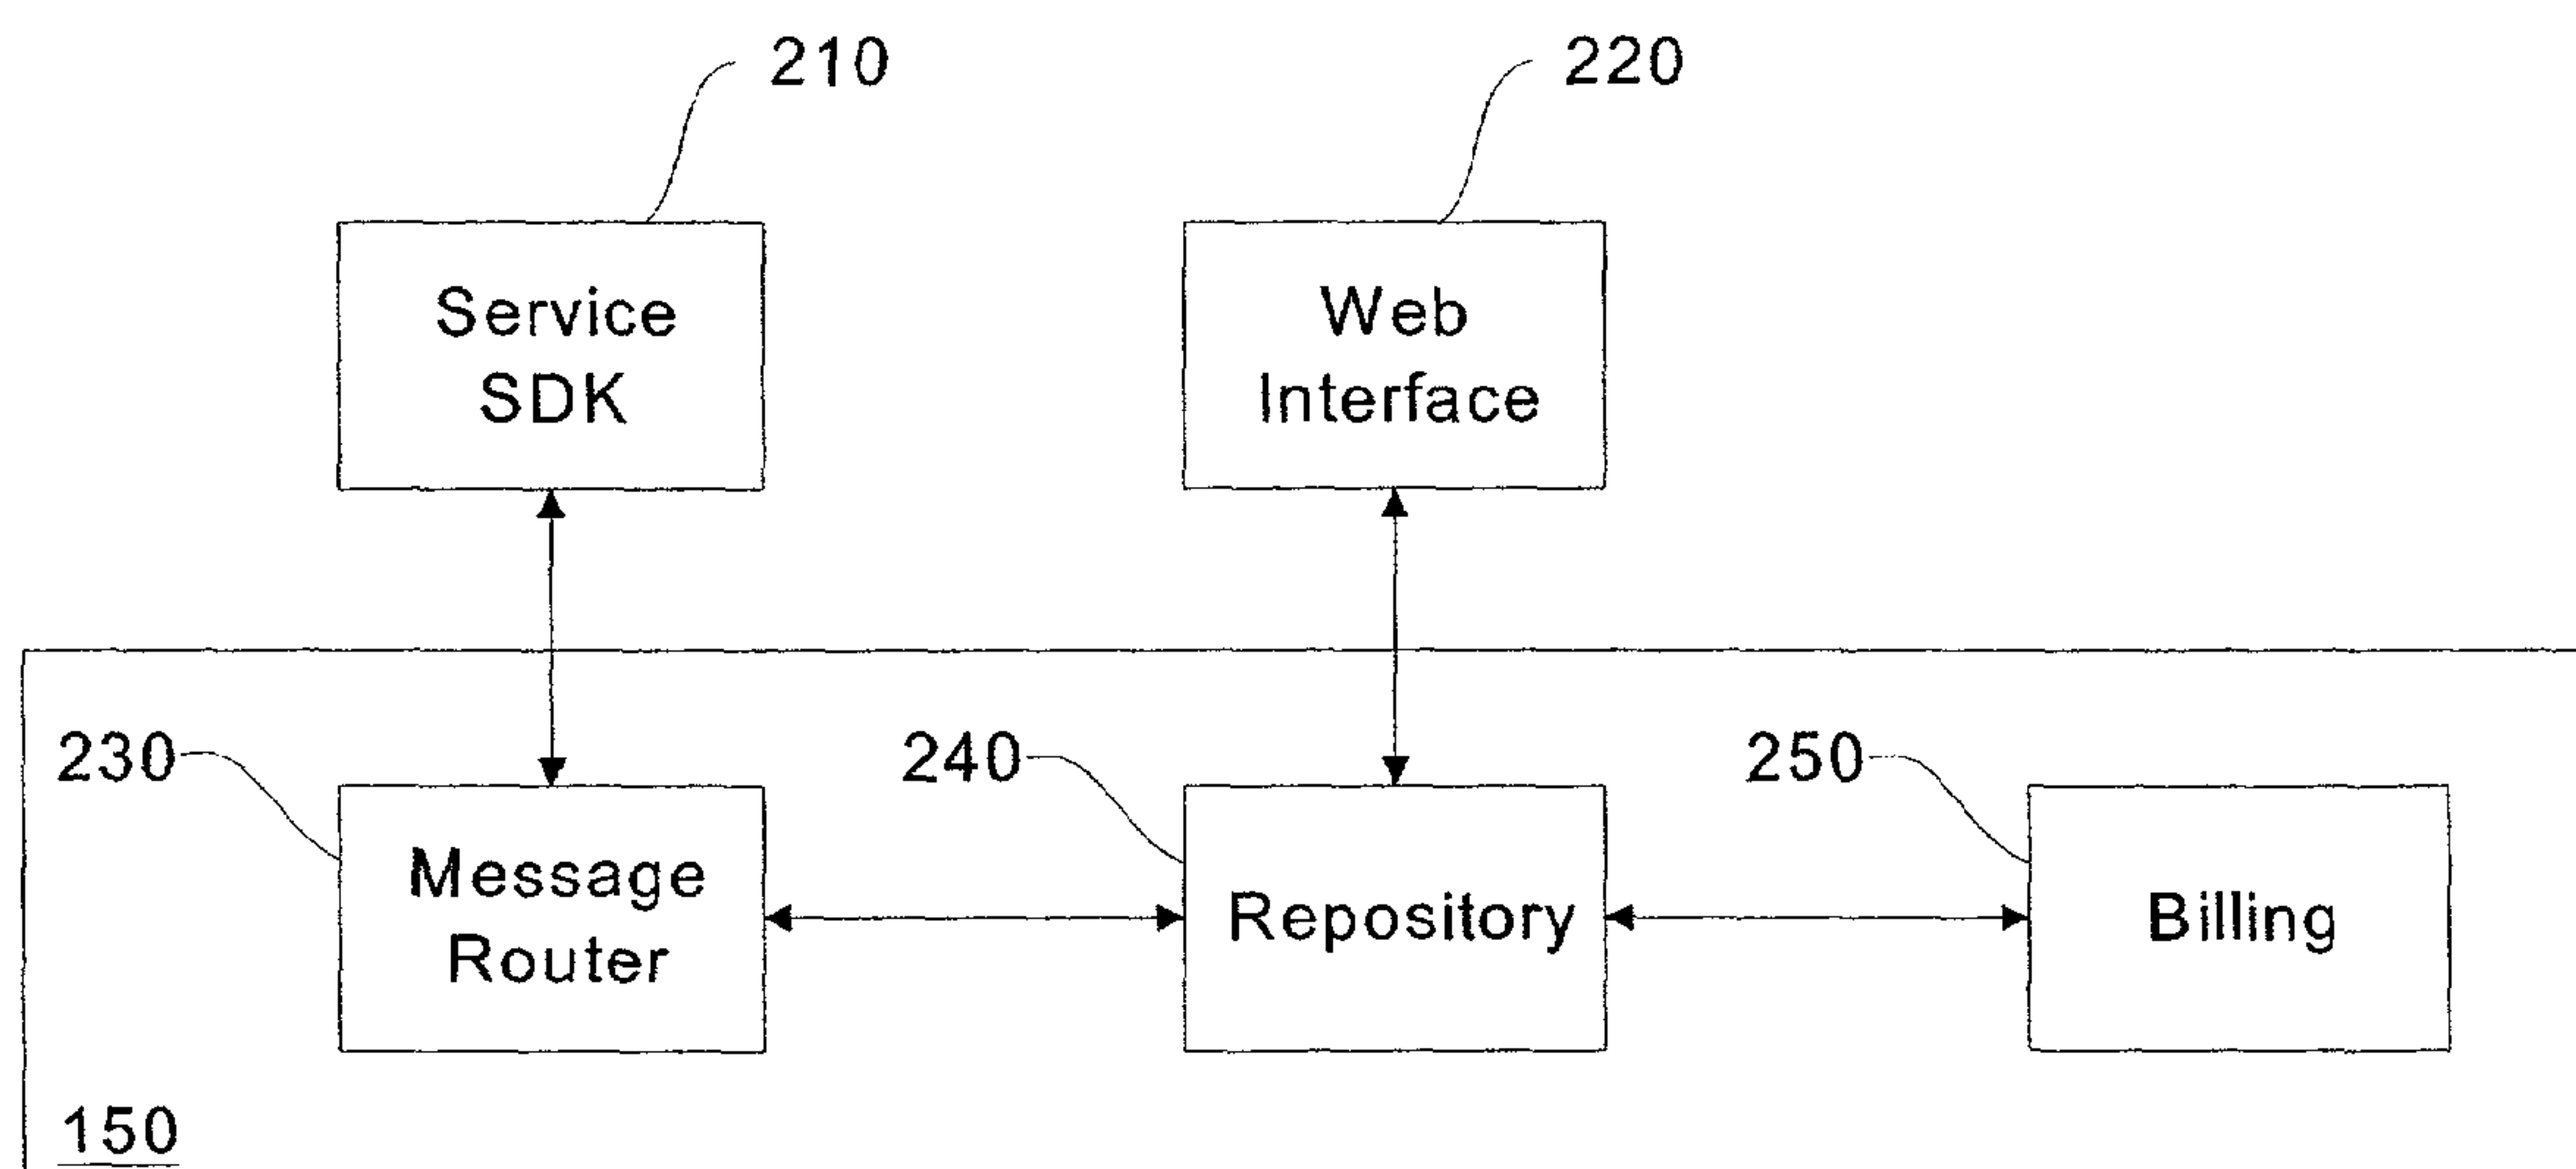 210
220
Service
SDK
Web
Interface
230
240
250
Message
Router
Repository
Billing
150